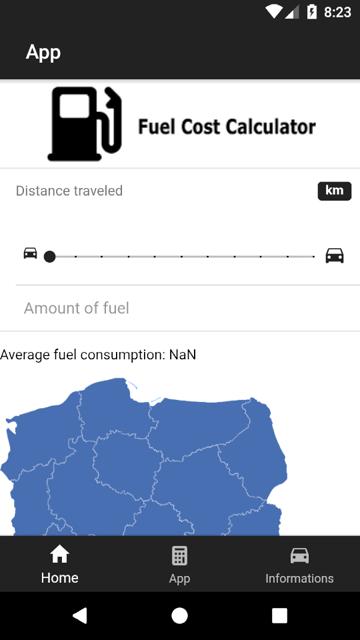 8:23
App
Fuel Cost Calculator
Distance traveled
km
Amount of fuel
Average fuel consumption: NaN
Home
App
Informations